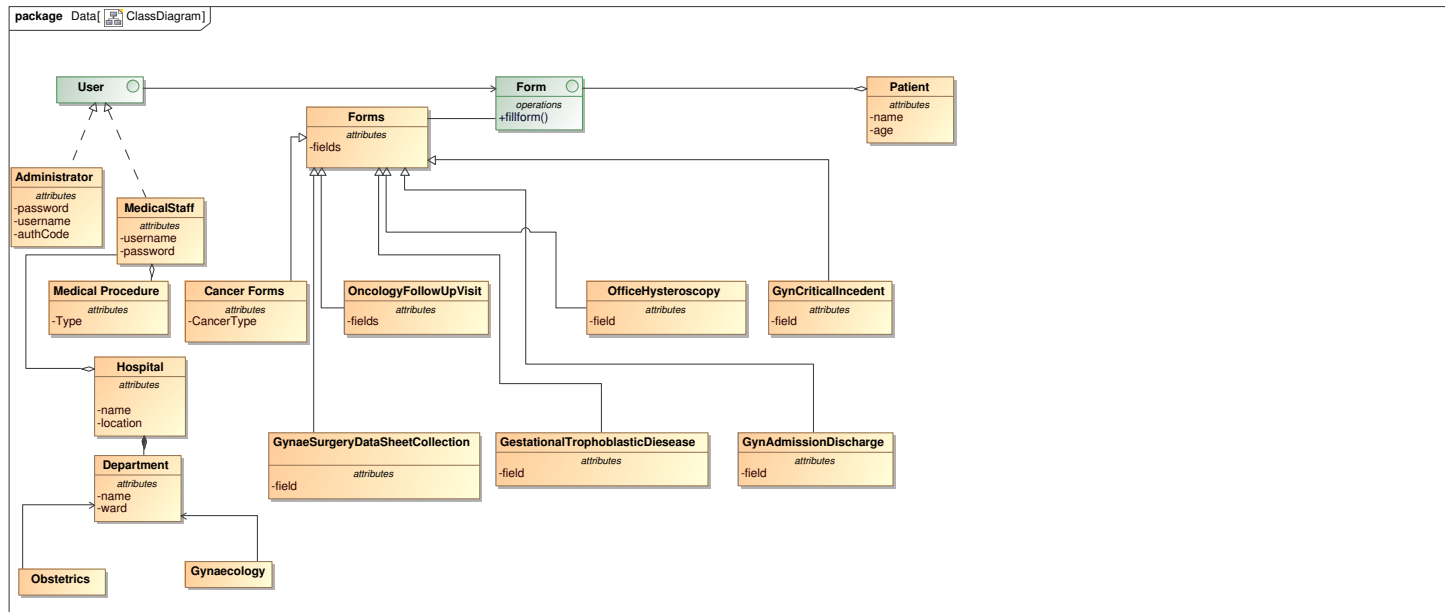 package Data[ ClassDiagram]
User
Form
operations
+fillform()
Patient
attributes
-name
-age
Forms
attributes
-fields
Administrator
attributes
-password
-username
-authCode
MedicalStaff
attributes
-username
-password
Medical Procedure
attributes
-Type
Cancer Forms
attributes
-CancerType
OncologyFollowUpVisit
attributes
-fields
OfficeHysteroscopy
attributes
-field
GynCriticalIncedent
attributes
-field
Hospital
attributes
-name
-location
GynaeSurgeryDataSheetCollection
attributes
-field
GestationalTrophoblasticDiesease
attributes
-field
GynAdmissionDischarge
attributes
-field
Department
attributes
-name
-ward
Obstetrics
Gynaecology